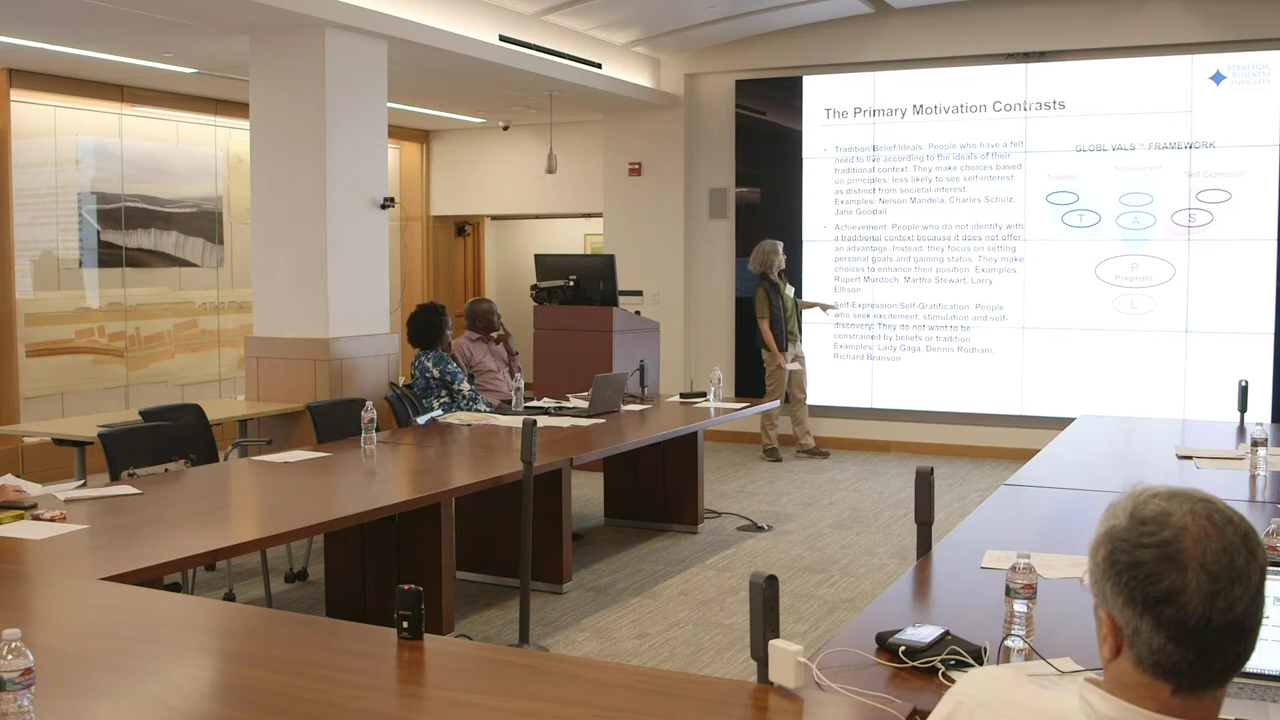 STRATEGIC
BUSINESS
INSIGHTS
The Primary Motivation Contrasts
• Tradition/Belief/Ideals: People who have a felt
need to live according to the ideals of their
traditional context. They make choices based
on principles; less likely to see self-interest
as distinct from societal interest.
Examples: Nelson Mandela, Charles Schulz,
Jane Goodall
• Achievement: People who do not identify with
a traditional context because it does not offer
an advantage. Instead, they focus on setting
personal goals and gaining status. They make
choices to enhance their position. Examples:
Rupert Murdoch, Martha Stewart, Larry
Ellison
Self-Expression/Self-Gratification: People
who seek excitement, stimulation and self-
discovery. They do not want to be
constrained by beliefs or tradition.
Examples: Lady Gaga, Dennis Rodham,
Richard Branson
GLOBL VALS™ FRAMEWORK
Tradition
Achievement
Self-Expression
T
A
S
P
Pragmatic
L